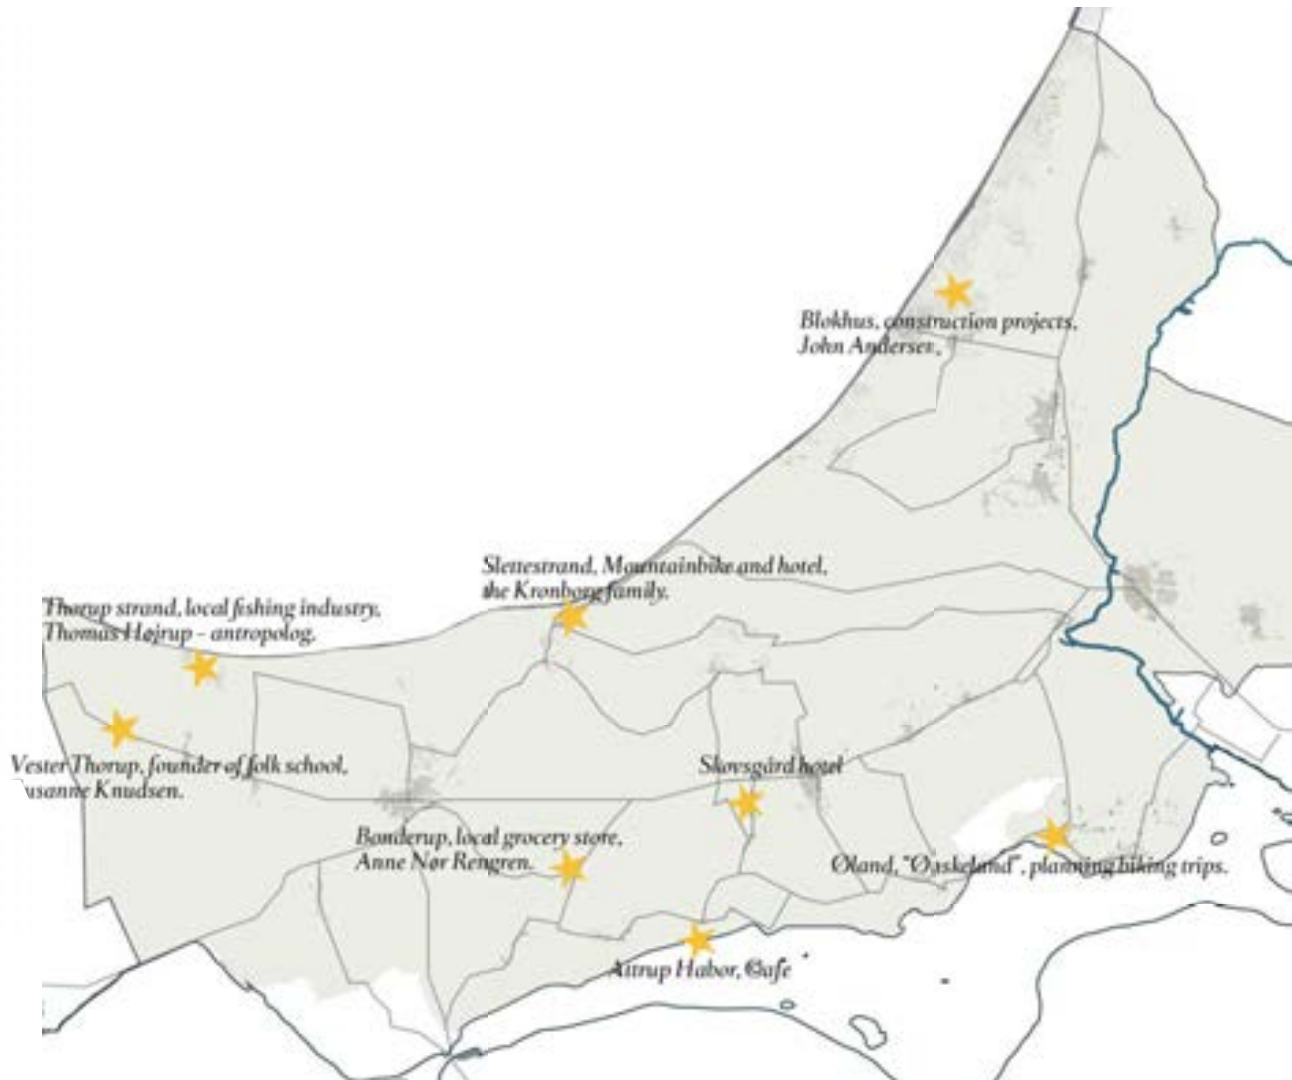 Blokhus, construction projects,
John Andersen,
Slettestrand, Mountainbike and hotel,
the Kronborg family.
Thorup strand, local fishing industry,
Thomas Højrup - antropolog.
Vester Thorup, founder of folk school,
usanne Knudsen.
Skovsgård hotel
Bonderup, local grocery store,
Anne Nør Rengren.
Øland, "Øaskeland", planning biking trips.
Attrup Habor, Cafe